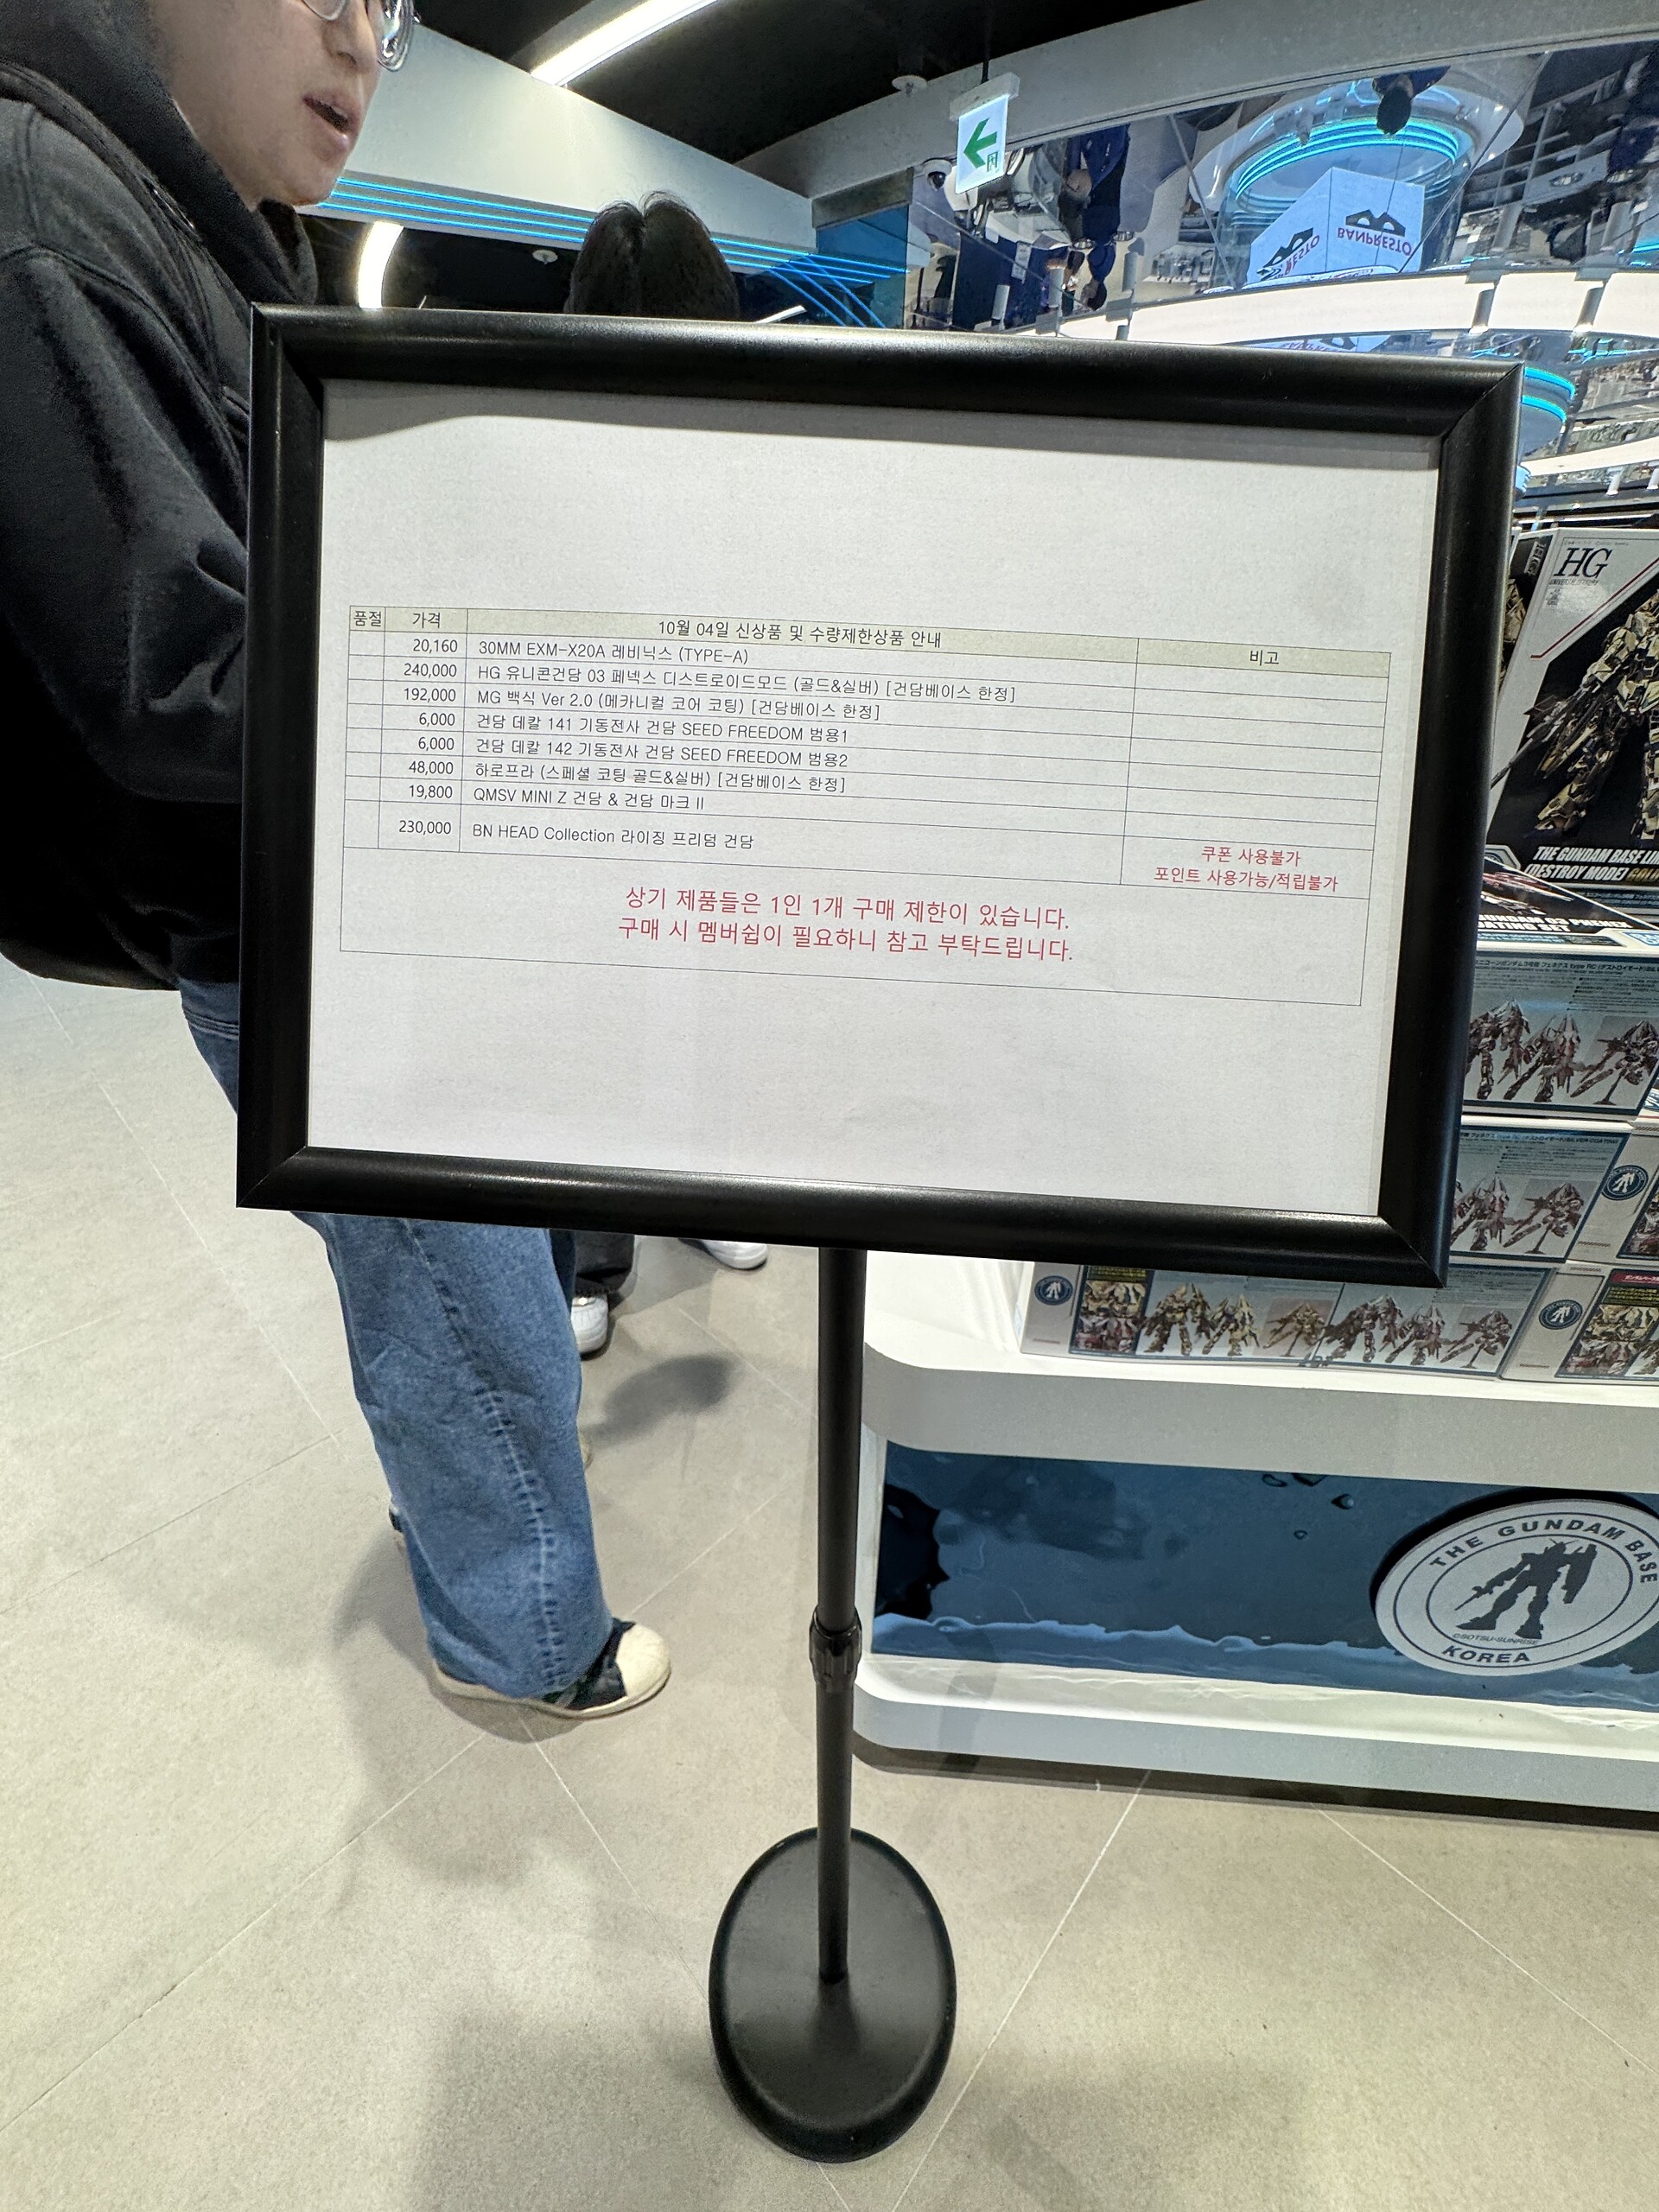 BANPRESTO
품절 가격 10월 04일 신상품 및 수량제한상품 안내 비고
20,160 30MM EXM-X20A 레비닉스 (TYPE-A)
240,000 HG 유니콘건담 03 페넥스 디스트로이드모드 (골드&실버) [건담베이스 한정]
192,000 MG 백식 Ver 2.0 (메카니컬 코어 코팅) [건담베이스 한정]
6,000 건담 데칼 141 기동전사 건담 SEED FREEDOM 범용1
6,000 건담 데칼 142 기동전사 건담 SEED FREEDOM 범용2
48,000 하로프라 (스페셜 코팅 골드&실버) [건담베이스 한정]
19,800 QMSV MINI Z 건담 & 건담 마크 II
230,000 BN HEAD Collection 라이징 프리덤 건담
쿠폰 사용불가
포인트 사용가능/적립불가
상기 제품들은 1인 1개 구매 제한이 있습니다.
구매 시 멤버쉽이 필요하니 참고 부탁드립니다.
HG
THE GUNDAM BASE
(DESTROY MODE)
THE GUNDAM BASE
©SOTSU•SUNRISE
KOREA